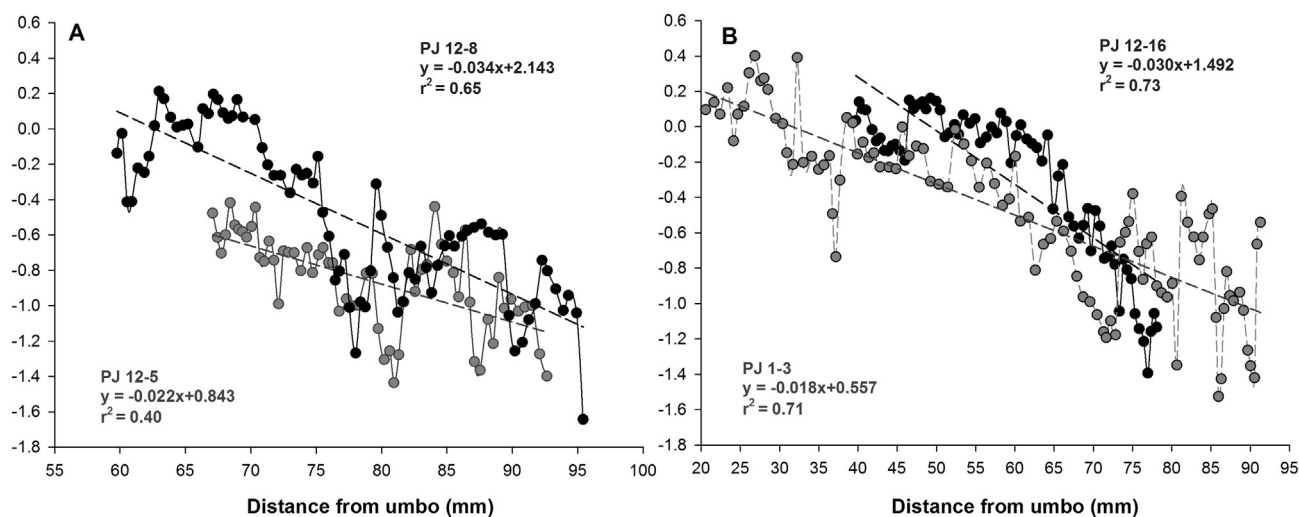 A
PJ 12-8
y = -0.034x+2.143
r² = 0.65
PJ 12-5
y = -0.022x+0.843
r² = 0.40
0.6
0.4
0.2
0.0
-0.2
-0.4
-0.6
-0.8
-1.0
-1.2
-1.4
-1.6
-1.8
55 60 65 70 75 80 85 90 95 100
Distance from umbo (mm)
B
PJ 12-16
y = -0.030x+1.492
r² = 0.73
PJ 1-3
y = -0.018x+0.557
r² = 0.71
0.6
0.4
0.2
0.0
-0.2
-0.4
-0.6
-0.8
-1.0
-1.2
-1.4
-1.6
-1.8
20 25 30 35 40 45 50 55 60 65 70 75 80 85 90 95
Distance from umbo (mm)